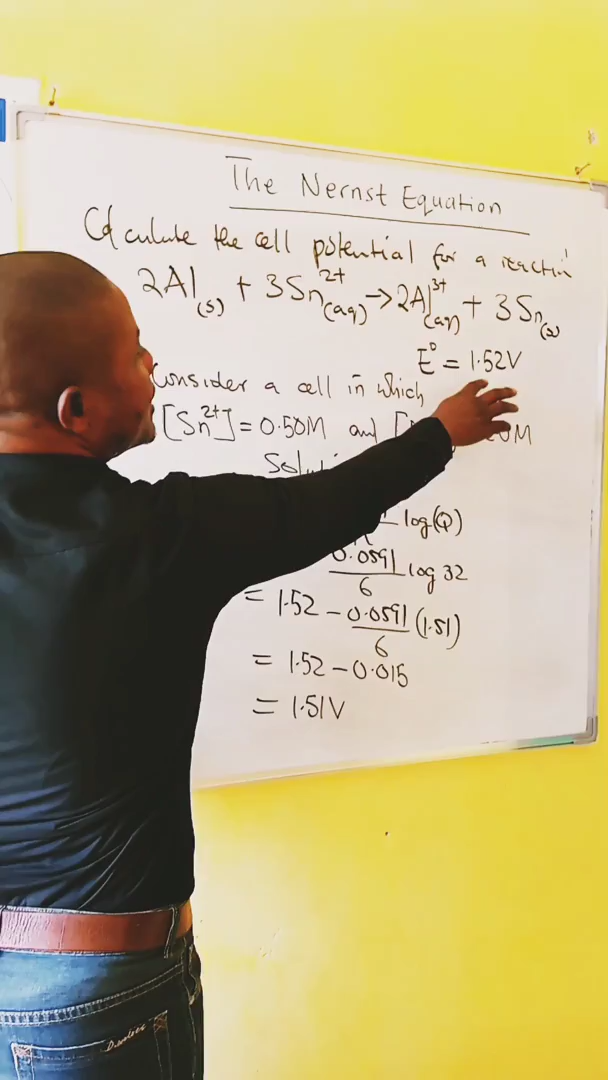 The Nernst Equation
Calculate the cell potential for a reaction
2Al(s) + 3Sn²⁺(aq) → 2Al³⁺(aq) + 3Sn(s)
E° = 1.52V
Consider a cell in which
[Sn²⁺] = 0.50M and [
log(Q)
0.0591/6 log 32
= 1.52 - 0.0591/6 (1.51)
= 1.52 - 0.015
= 1.51V